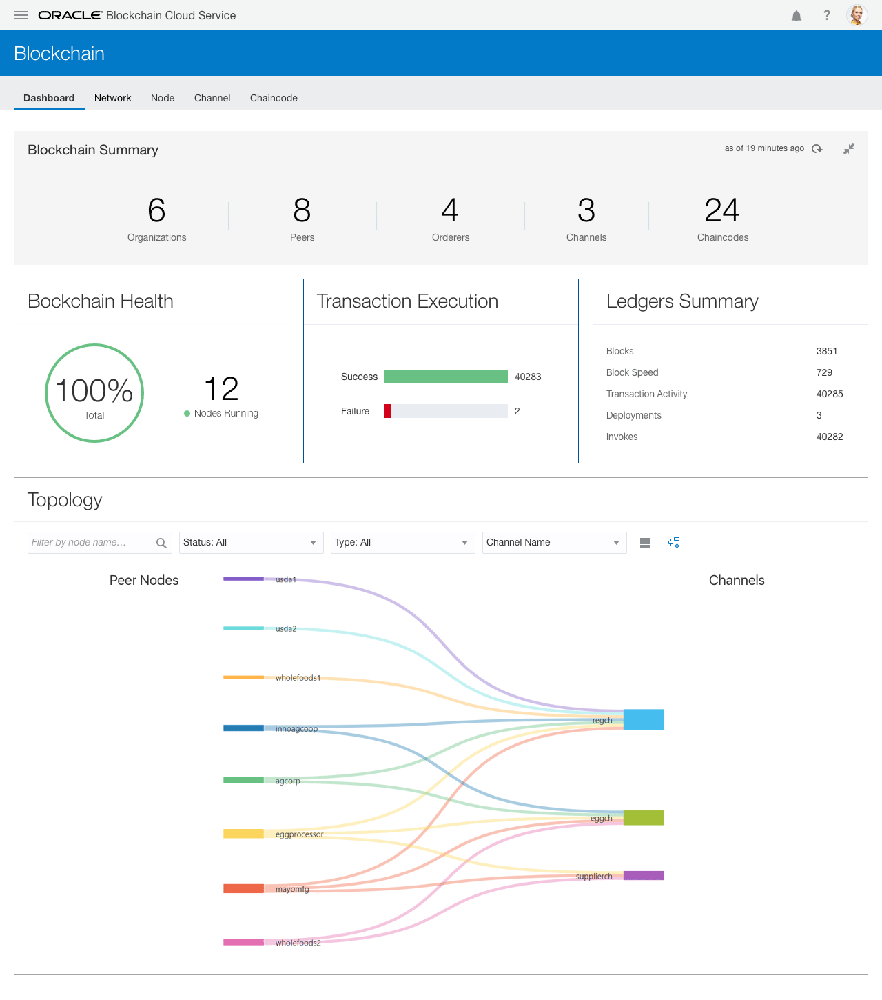 ORACLE Blockchain Cloud Service
?
Blockchain
Dashboard Network Node Channel Chaincode
Blockchain Summary
as of 19 minutes ago
6 8 4 3 24
Organizations Peers Orderers Channels Chaincodes
Bockchain Health
100%
Total
12
Nodes Running
Transaction Execution
Success 40283
Failure 2
Ledgers Summary
Blocks 3851
Block Speed 729
Transaction Activity 40285
Deployments 3
Invokes 40282
Topology
Filter by node name... Status: All Type: All Channel Name
Peer Nodes
Channels
usda1
usda2
wholefoods1
innoagcoop
agcorp
eggprocessor
mayomfg
wholefoods2
regch
eggch
supplierch